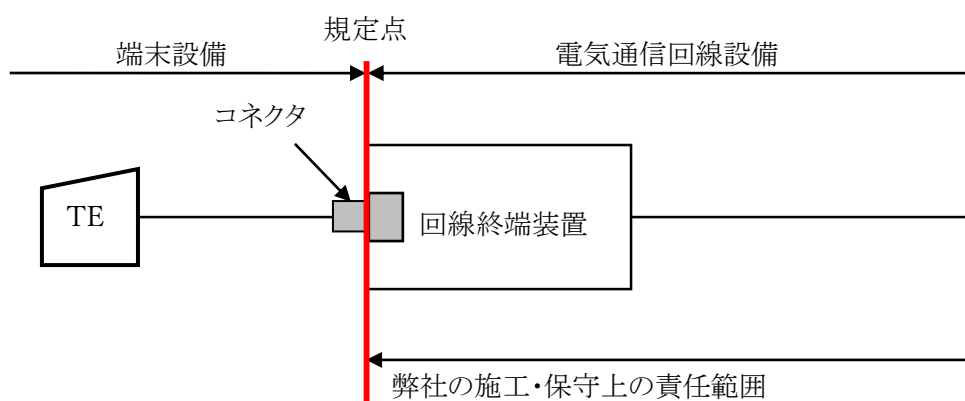 規定点
端末設備
電気通信回線設備
コネクタ
TE
回線終端装置
弊社の施工・保守上の責任範囲